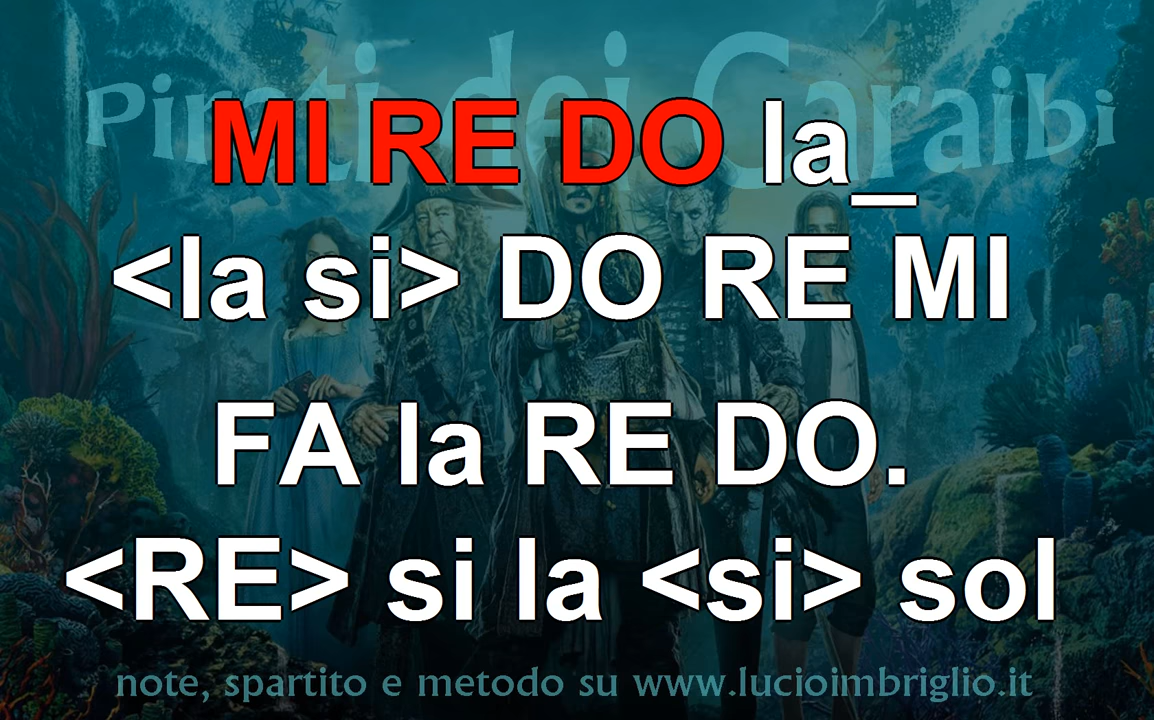 Pirati dei Caraibi
MI RE DO la_
<la si> DO RE MI
FA la RE DO.
<RE> si la <si> sol
note, spartito e metodo su www.lucioimbriglio.it